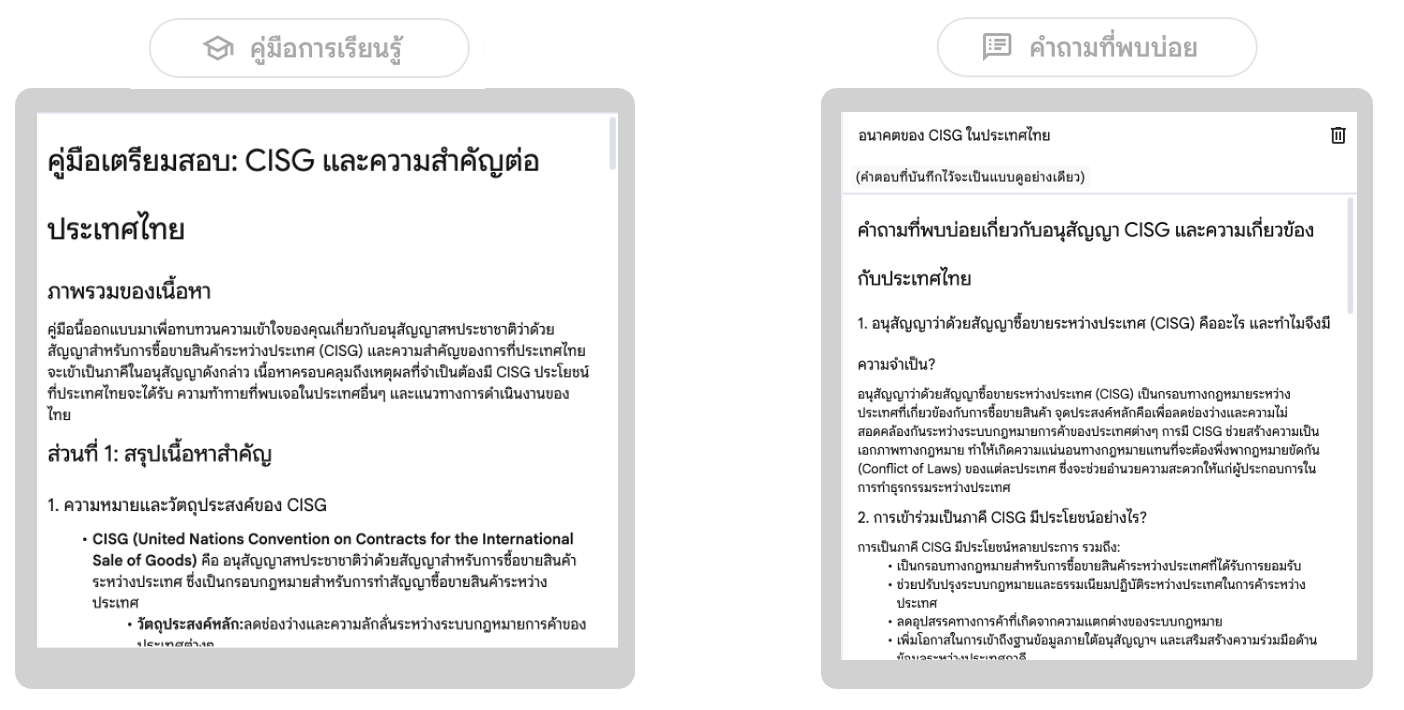 คู่มือการเรียนรู้
คู่มือเตรียมสอบ: CISG และความสำคัญต่อ
ประเทศไทย
ภาพรวมของเนื้อหา
คู่มือนี้ออกแบบมาเพื่อทบทวนความเข้าใจของคุณเกี่ยวกับอนุสัญญาสหประชาชาติว่าด้วย
สัญญาสำหรับการซื้อขายสินค้าระหว่างประเทศ (CISG) และความสำคัญของการที่ประเทศไทย
จะเข้าเป็นภาคีในอนุสัญญาดังกล่าว เนื้อหาครอบคลุมถึงเหตุผลที่จำเป็นต้องมี CISG ประโยชน์
ที่ประเทศไทยจะได้รับ ความท้าทายที่พบเจอในประเทศอื่นๆ และแนวทางการดำเนินงานของ
ไทย
ส่วนที่ 1: สรุปเนื้อหาสำคัญ
1. ความหมายและวัตถุประสงค์ของ CISG
• CISG (United Nations Convention on Contracts for the International
Sale of Goods) คือ อนุสัญญาสหประชาชาติว่าด้วยสัญญาสำหรับการซื้อขายสินค้า
ระหว่างประเทศ ซึ่งเป็นกรอบกฎหมายสำหรับการทำสัญญาซื้อขายสินค้าระหว่าง
ประเทศ
• วัตถุประสงค์หลัก:ลดช่องว่างและความลักลั่นระหว่างระบบกฎหมายการค้าของ
ประเทศต่างๆ
คำถามที่พบบ่อย
อนาคตของ CISG ในประเทศไทย
(คำตอบที่บันทึกไว้จะเป็นแบบดูอย่างเดียว)
คำถามที่พบบ่อยเกี่ยวกับอนุสัญญา CISG และความเกี่ยวข้อง
กับประเทศไทย
1. อนุสัญญาว่าด้วยสัญญาซื้อขายระหว่างประเทศ (CISG) คืออะไร และทำไมจึงมี
ความจำเป็น?
อนุสัญญาว่าด้วยสัญญาซื้อขายระหว่างประเทศ (CISG) เป็นกรอบทางกฎหมายระหว่าง
ประเทศที่เกี่ยวข้องกับการซื้อขายสินค้า จุดประสงค์หลักคือเพื่อลดช่องว่างและความไม่
สอดคล้องกันระหว่างระบบกฎหมายการค้าของประเทศต่างๆ การมี CISG ช่วยสร้างความเป็น
เอกภาพทางกฎหมาย ทำให้เกิดความแน่นอนทางกฎหมายแทนที่จะต้องพึ่งพากฎหมายขัดกัน
(Conflict of Laws) ของแต่ละประเทศ ซึ่งจะช่วยอำนวยความสะดวกให้แก่ผู้ประกอบการใน
การทำธุรกรรมระหว่างประเทศ
2. การเข้าร่วมเป็นภาคี CISG มีประโยชน์อย่างไร?
การเป็นภาคี CISG มีประโยชน์หลายประการ รวมถึง:
• เป็นกรอบทางกฎหมายสำหรับการซื้อขายสินค้าระหว่างประเทศที่ได้รับการยอมรับ
• ช่วยปรับปรุงระบบกฎหมายและธรรมเนียมปฏิบัติระหว่างประเทศในการค้าระหว่าง
ประเทศ
• ลดอุปสรรคทางการค้าที่เกิดจากความแตกต่างของระบบกฎหมาย
• เพิ่มโอกาสในการเข้าถึงฐานข้อมูลภายใต้อนุสัญญาฯ และเสริมสร้างความร่วมมือด้าน
ข้อมูลระหว่างประเทศภาคี